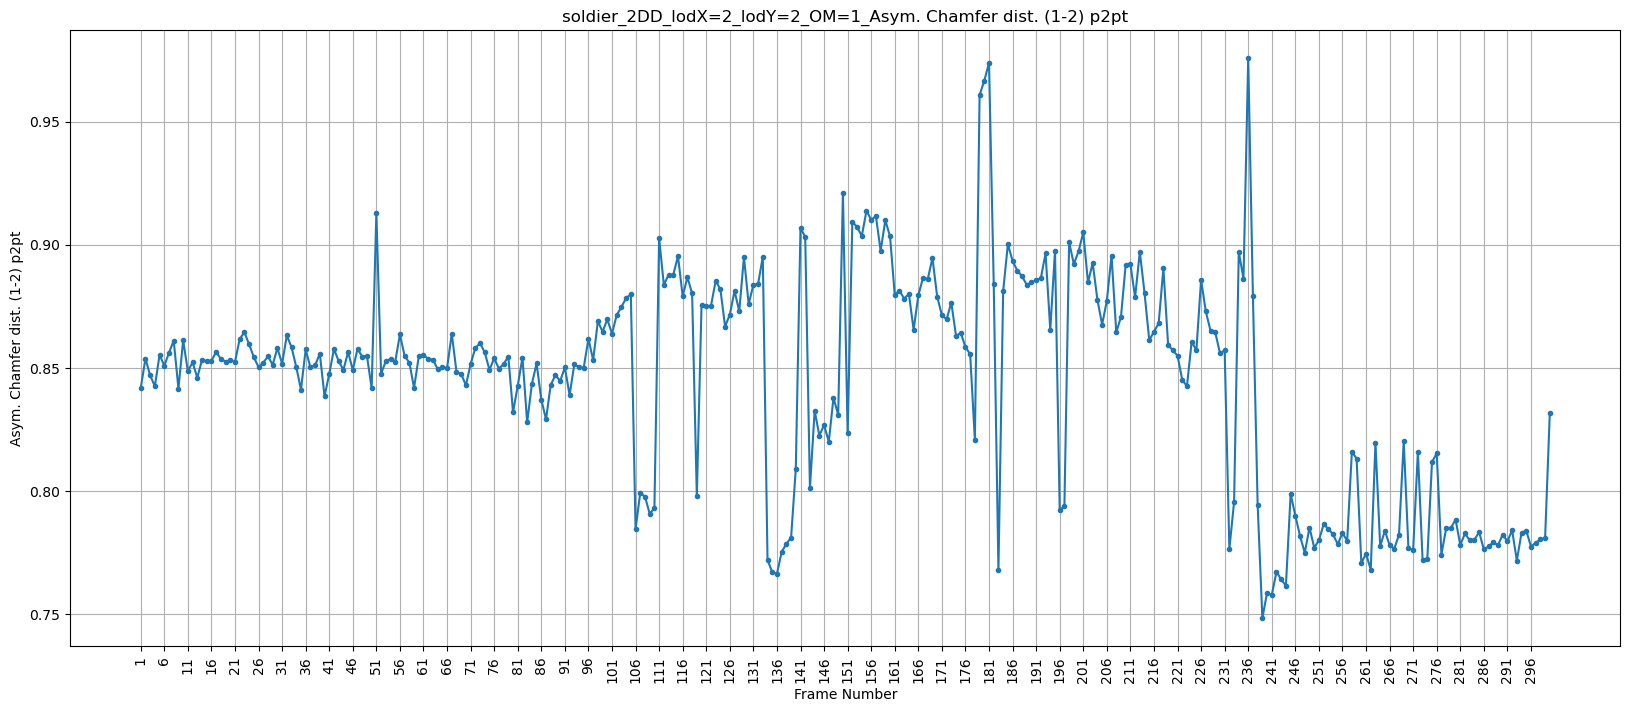 soldier_2DD_lodX=2_lodY=2_OM=1_Asym. Chamfer dist. (1-2) p2pt
Asym. Chamfer dist. (1-2) p2pt
0.95
0.90
0.85
0.80
0.75
1 6 11 16 21 26 31 36 41 46 51 56 61 66 71 76 81 86 91 96 101 106 111 116 121 126 131 136 141 146 151 156 161 166 171 176 181 186 191 196 201 206 211 216 221 226 231 236 241 246 251 256 261 266 271 276 281 286 291 296
Frame Number